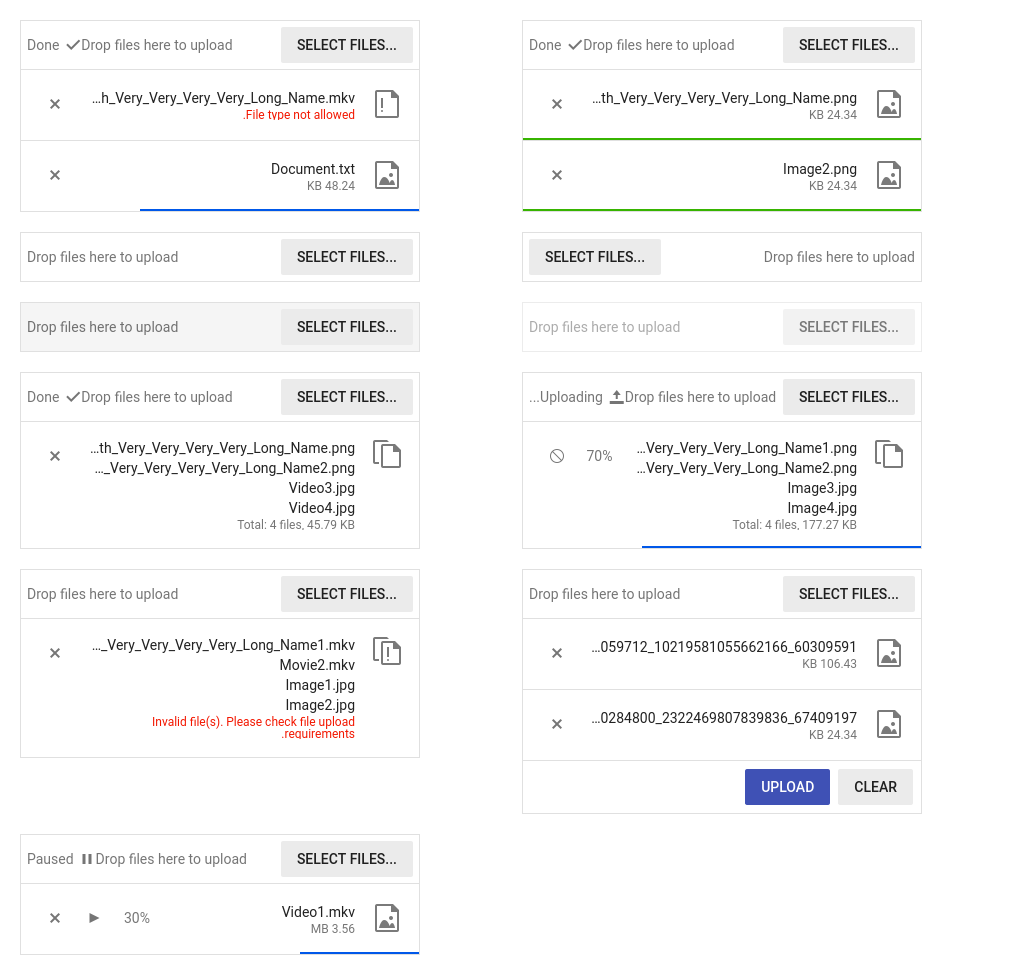 Done Drop files here to upload SELECT FILES...
...h_Very_Very_Very_Very_Long_Name.mkv
.File type not allowed
Document.txt
KB 48.24
Done Drop files here to upload SELECT FILES...
...th_Very_Very_Very_Very_Long_Name.png
KB 24.34
Image2.png
KB 24.34
Drop files here to upload SELECT FILES...
SELECT FILES... Drop files here to upload
Drop files here to upload SELECT FILES...
Drop files here to upload SELECT FILES...
Done Drop files here to upload SELECT FILES...
...th_Very_Very_Very_Very_Long_Name.png
..._Very_Very_Very_Very_Long_Name2.png
Video3.jpg
Video4.jpg
Total: 4 files, 45.79 KB
...Uploading Drop files here to upload SELECT FILES...
70% ...Very_Very_Very_Long_Name1.png
...Very_Very_Very_Long_Name2.png
Image3.jpg
Image4.jpg
Total: 4 files, 177.27 KB
Drop files here to upload SELECT FILES...
..._Very_Very_Very_Very_Long_Name1.mkv
Movie2.mkv
Image1.jpg
Image2.jpg
Invalid file(s). Please check file upload
.requirements
Drop files here to upload SELECT FILES...
...059712_10219581055662166_60309591
KB 106.43
...0284800_2322469807839836_67409197
KB 24.34
UPLOAD CLEAR
Paused Drop files here to upload SELECT FILES...
30% Video1.mkv
MB 3.56